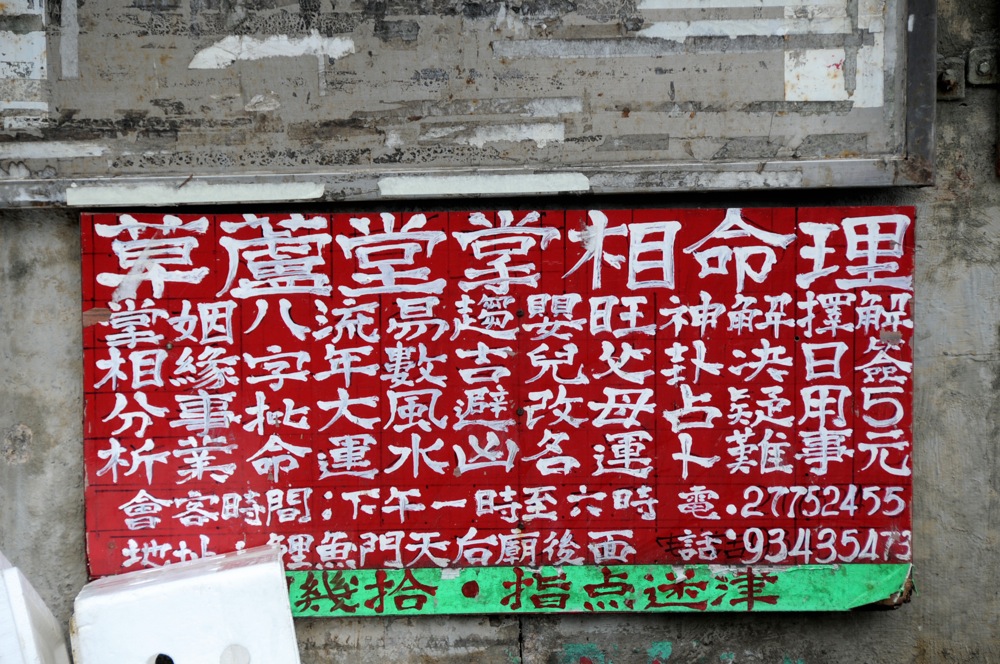 草蘆堂掌相命理
掌相分析
姻緣事業
八字批命
流年大運
易數風水
趨吉避凶
嬰兒改名
旺父母運
神卦占卜
解決疑難
擇日用事
解簽5元
會客時間：下午一時至六時 電.27752455
地址 鯉魚門天后廟後面 話 93435473
幾拾•指点迷津